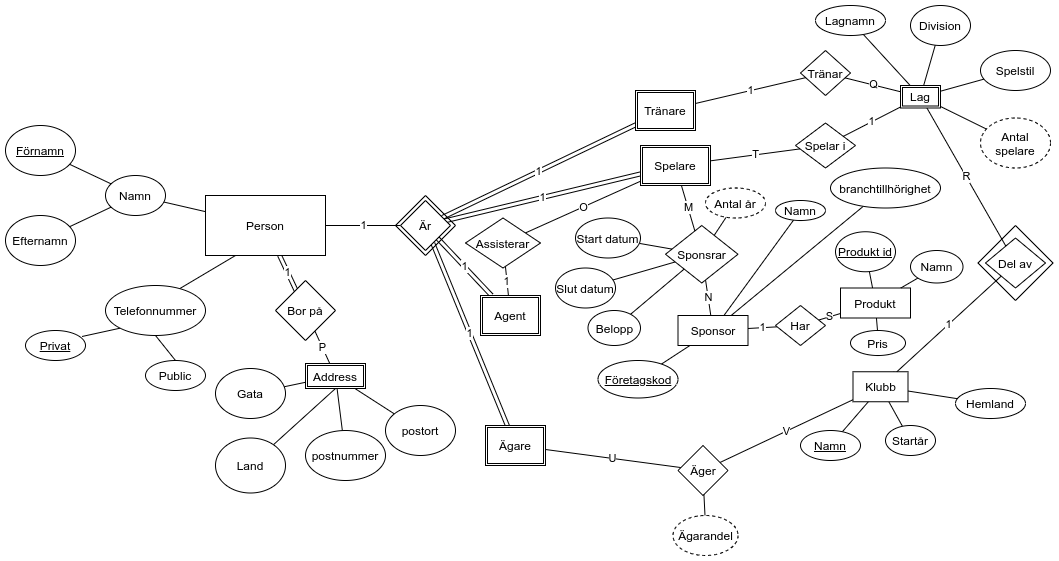 Lagnamn
Division
Spelstil
Antal
spelare
Lag
Tränar
1
Q
Tränare
1
Spelare
T
Spelar i
1
R
Förnamn
Namn
Efternamn
Person
1
Är
1
1
1
O
Assisterar
1
Agent
M
Antal år
Namn
branchtillhörighet
Start datum
Sponsrar
Slut datum
N
Belopp
Sponsor
1
Har
S
Produkt id
Namn
Produkt
Pris
Företagskod
Del av
1
Telefonnummer
Privat
Public
1
Bor på
P
Address
Gata
Land
postnummer
postort
Ägare
U
Äger
V
Ägarandel
Klubb
Hemland
Namn
Startår